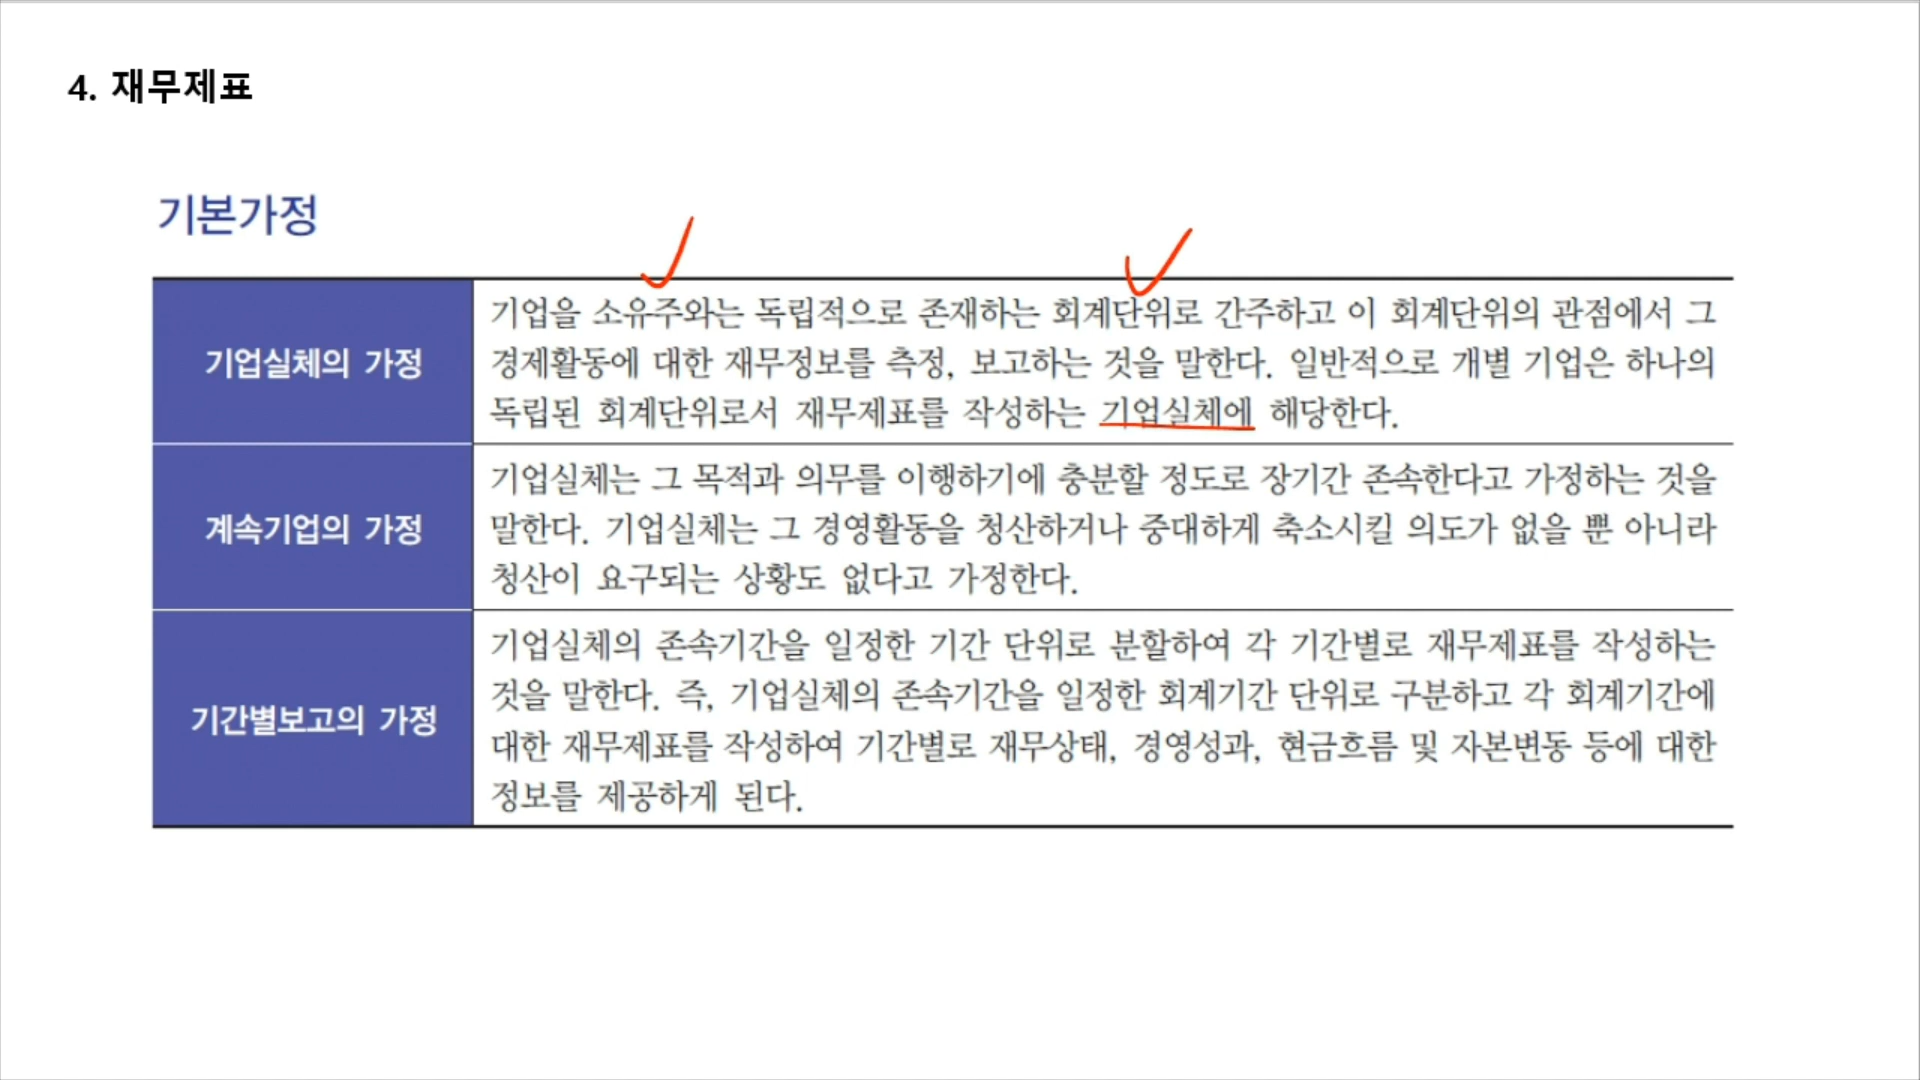 4. 재무제표
기본가정
기업실체의 가정
기업을 소유주와는 독립적으로 존재하는 회계단위로 간주하고 이 회계단위의 관점에서 그
경제활동에 대한 재무정보를 측정, 보고하는 것을 말한다. 일반적으로 개별 기업은 하나의
독립된 회계단위로서 재무제표를 작성하는 기업실체에 해당한다.
계속기업의 가정
기업실체는 그 목적과 의무를 이행하기에 충분할 정도로 장기간 존속한다고 가정하는 것을
말한다. 기업실체는 그 경영활동을 청산하거나 중대하게 축소시킬 의도가 없을 뿐 아니라
청산이 요구되는 상황도 없다고 가정한다.
기간별보고의 가정
기업실체의 존속기간을 일정한 기간 단위로 분할하여 각 기간별로 재무제표를 작성하는
것을 말한다. 즉, 기업실체의 존속기간을 일정한 회계기간 단위로 구분하고 각 회계기간에
대한 재무제표를 작성하여 기간별로 재무상태, 경영성과, 현금흐름 및 자본변동 등에 대한
정보를 제공하게 된다.